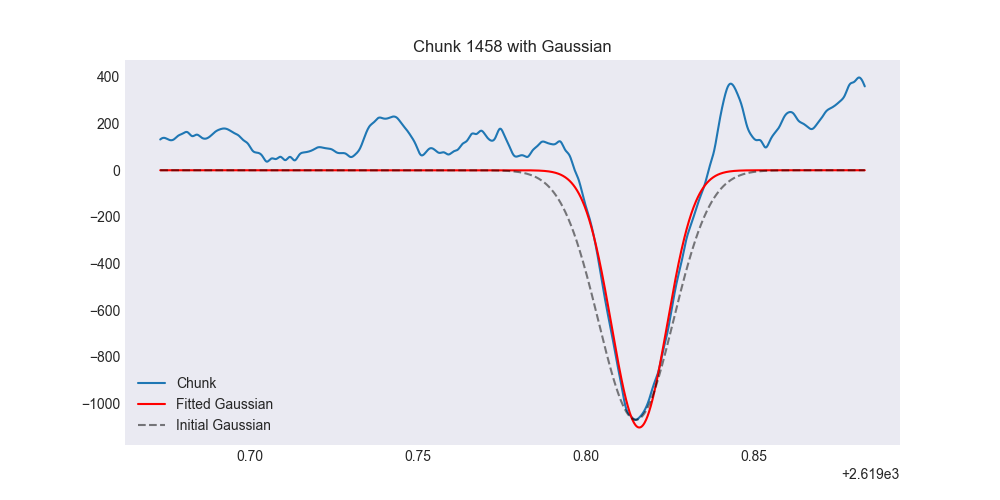 Chunk 1458 with Gaussian
400
200
0
−200
−400
−600
−800
−1000
Chunk
Fitted Gaussian
Initial Gaussian
0.70 0.75 0.80 0.85
+2.619e3